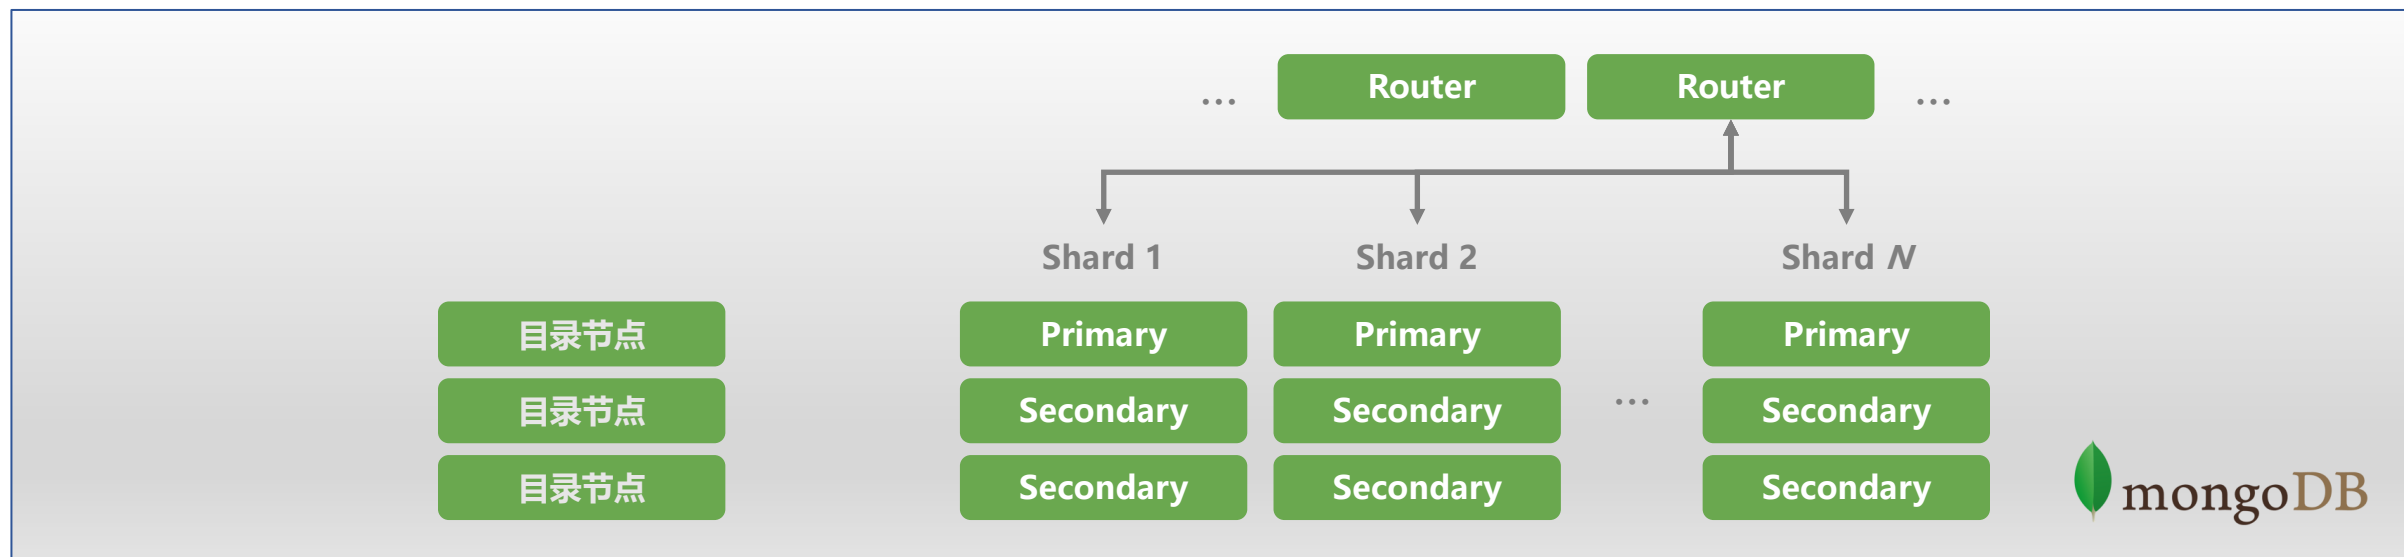 … Router Router …
Shard 1 Shard 2 Shard N
目录节点 Primary Primary Primary
目录节点 Secondary Secondary … Secondary
目录节点 Secondary Secondary Secondary
mongoDB